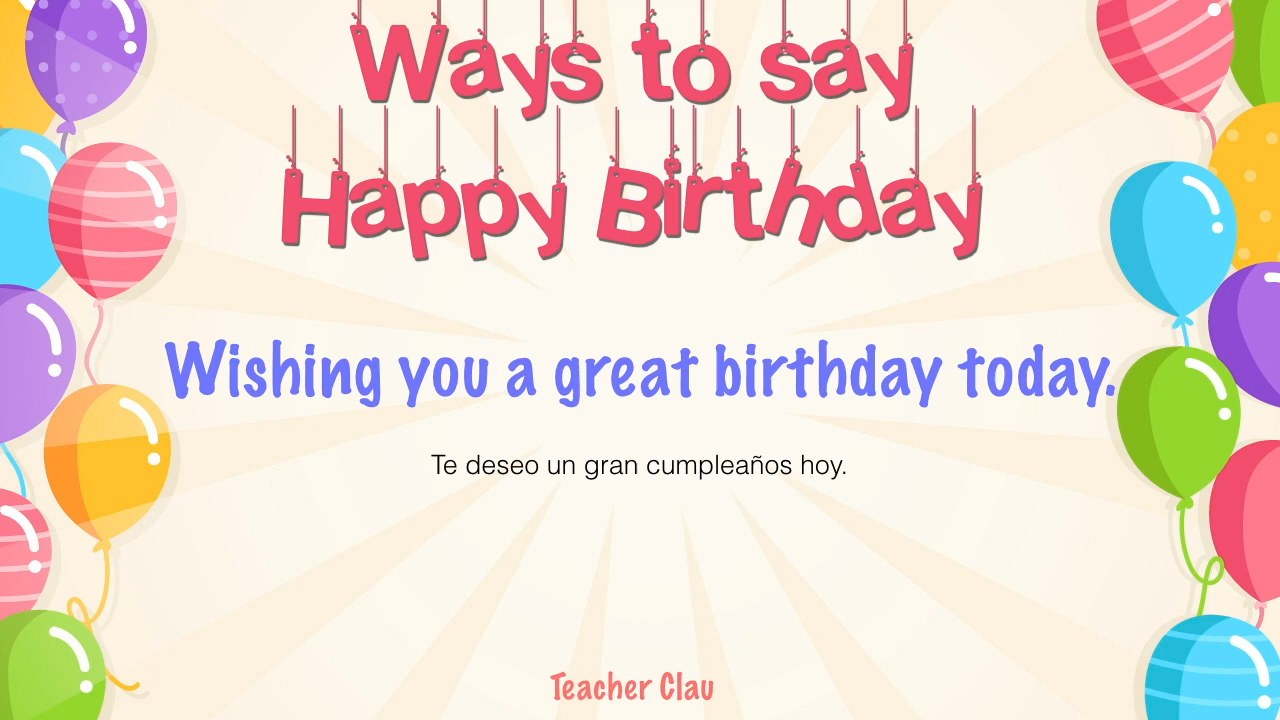 Ways to say
Happy Birthday
Wishing you a great birthday today.
Te deseo un gran cumpleaños hoy.
Teacher Clau